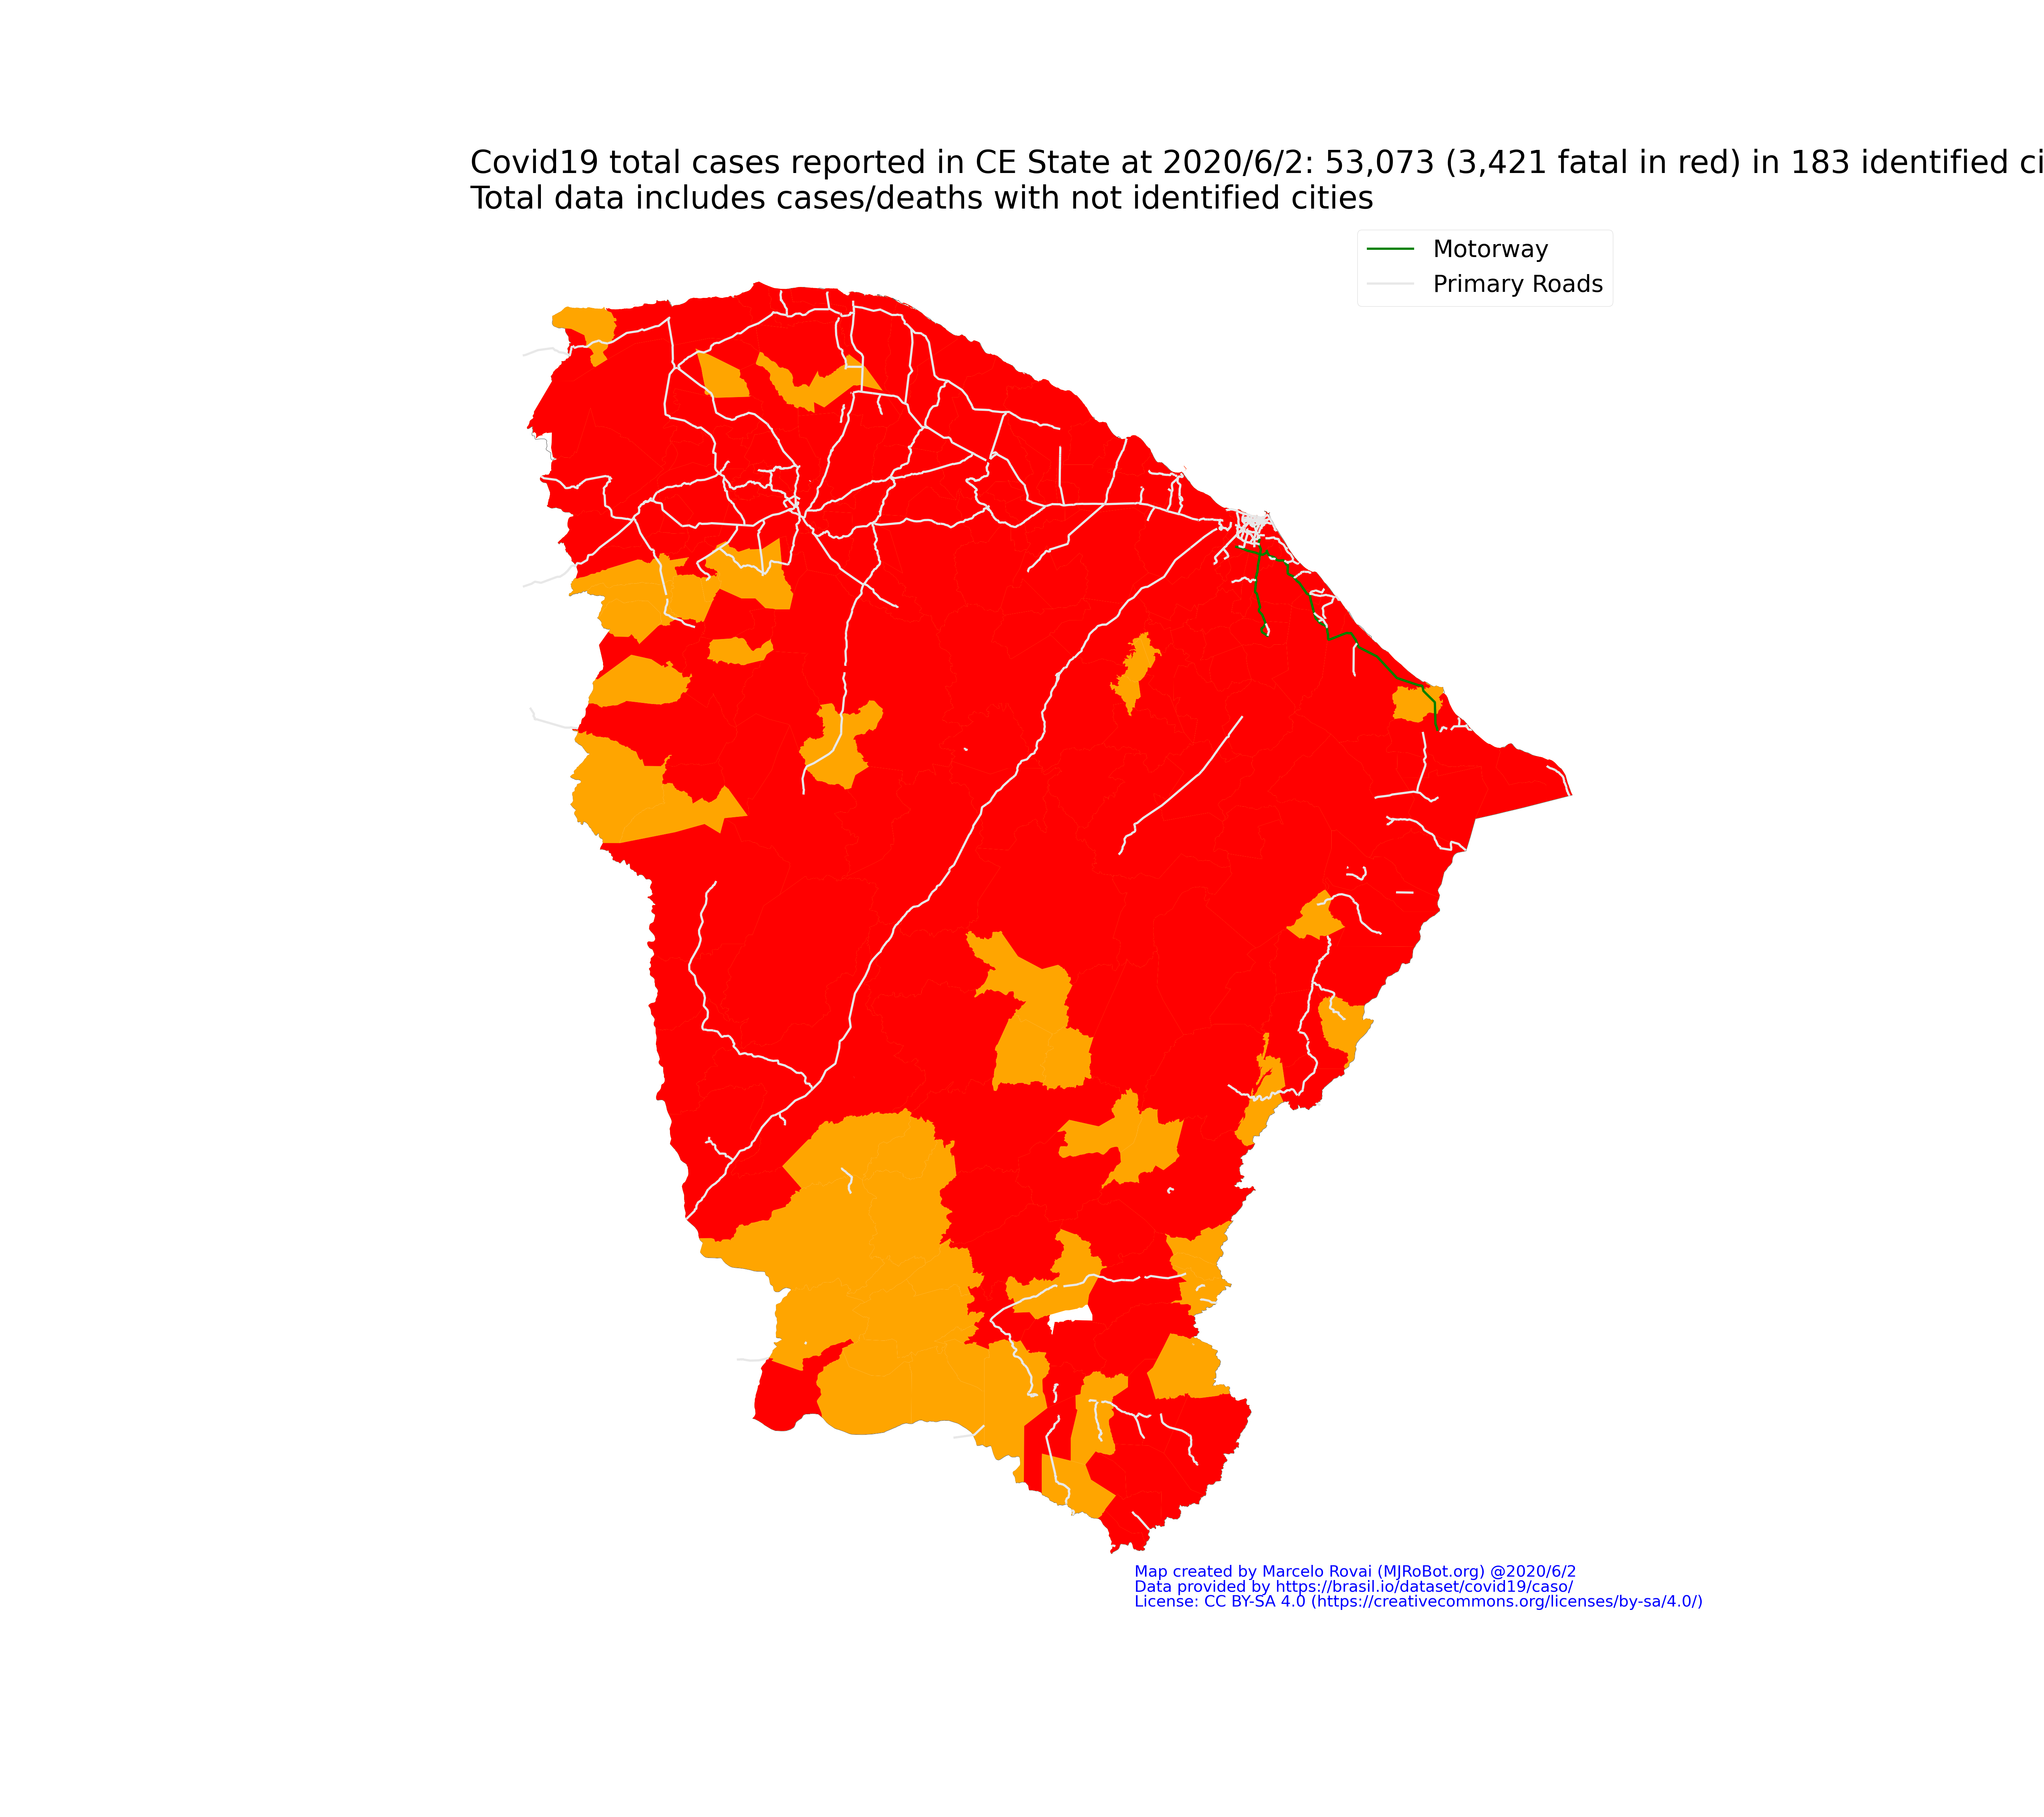 Covid19 total cases reported in CE State at 2020/6/2: 53,073 (3,421 fatal in red) in 183 identified ci
Total data includes cases/deaths with not identified cities
Motorway
Primary Roads
Map created by Marcelo Rovai (MJRoBot.org) @2020/6/2
Data provided by https://brasil.io/dataset/covid19/caso/
License: CC BY-SA 4.0 (https://creativecommons.org/licenses/by-sa/4.0/)